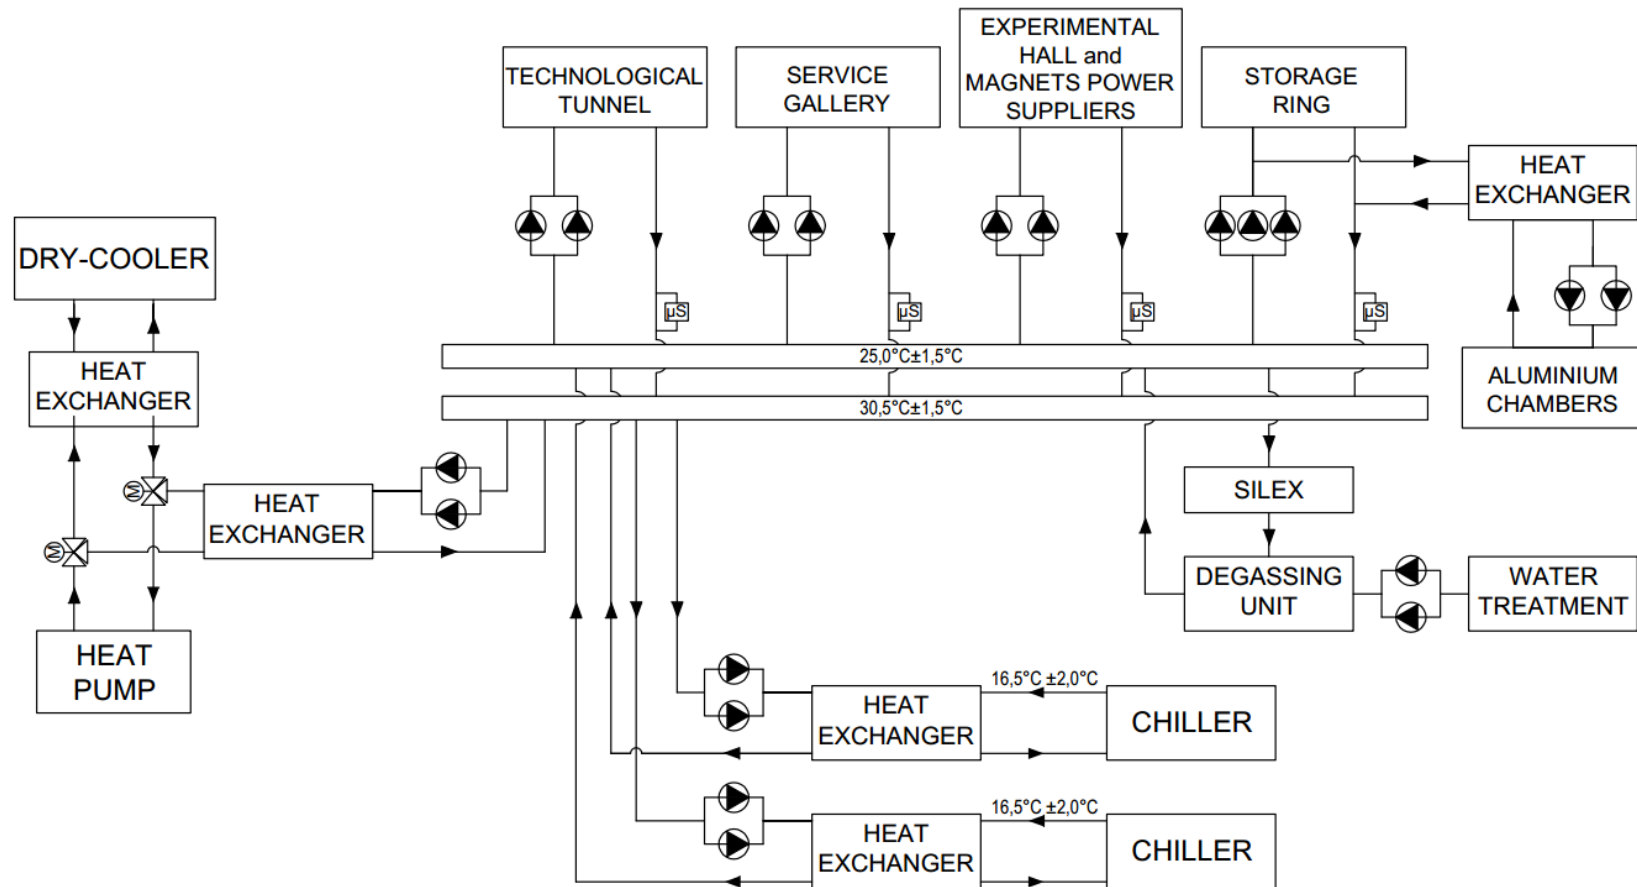 EXPERIMENTAL
HALL and
MAGNETS POWER
SUPPLIERS
TECHNOLOGICAL
TUNNEL
SERVICE
GALLERY
STORAGE
RING
HEAT
EXCHANGER
DRY-COOLER
µS
µS
µS
µS
25,0°C±1,5°C
HEAT
EXCHANGER
ALUMINIUM
CHAMBERS
30,5°C±1,5°C
M
HEAT
EXCHANGER
SILEX
M
DEGASSING
UNIT
WATER
TREATMENT
HEAT
PUMP
16,5°C ±2,0°C
HEAT
EXCHANGER
CHILLER
16,5°C ±2,0°C
HEAT
EXCHANGER
CHILLER